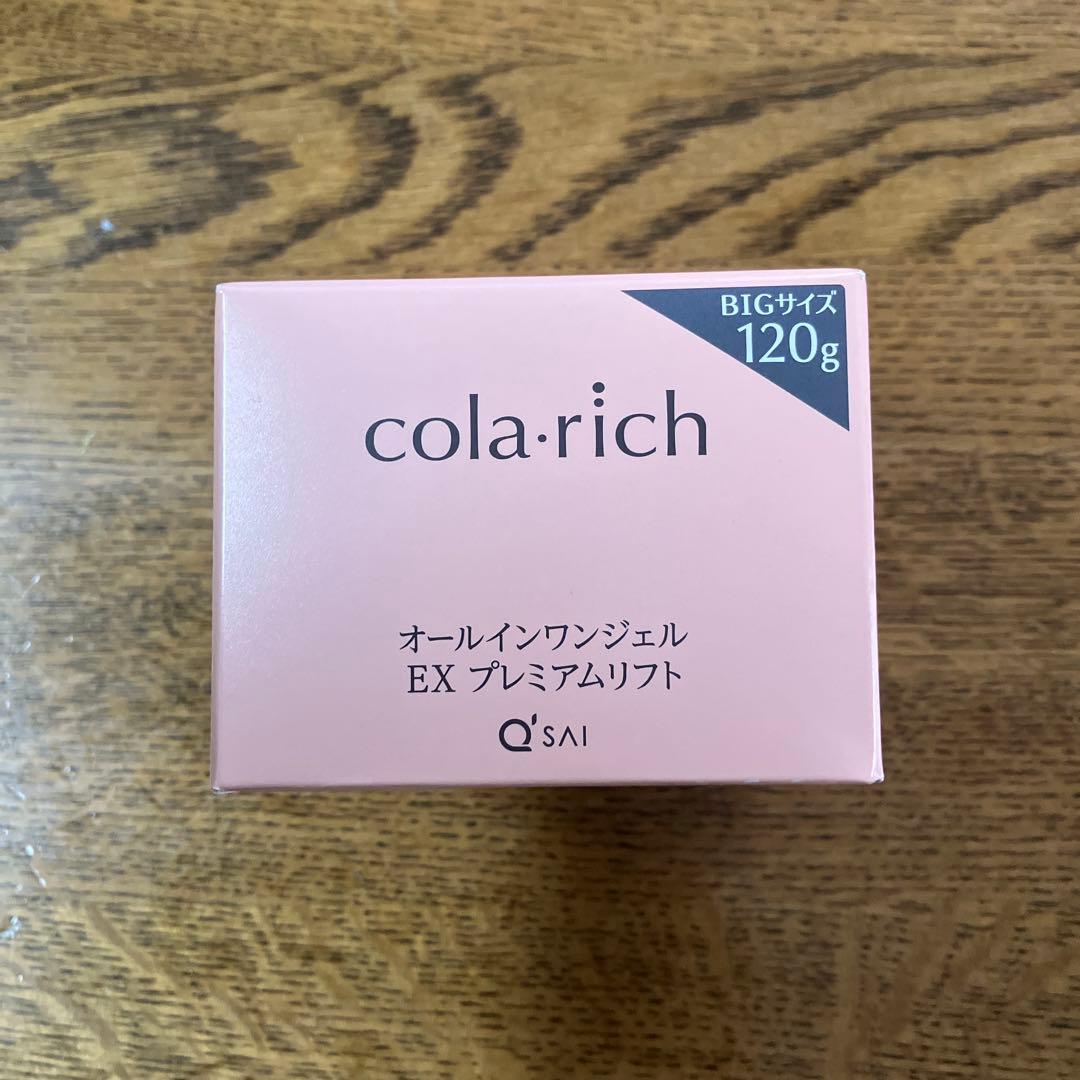 BIGサイズ
120g
cola·rich
オールインワンジェル
EX プレミアムリフト
Q'SAI